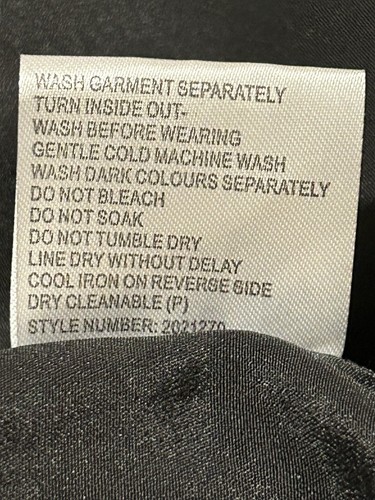 WASH GARMENT SEPARATELY
TURN INSIDE OUT-
WASH BEFORE WEARING
GENTLE COLD MACHINE WASH
WASH DARK COLOURS SEPARATELY
DO NOT BLEACH
DO NOT SOAK
DO NOT TUMBLE DRY
LINE DRY WITHOUT DELAY
COOL IRON ON REVERSE SIDE
DRY CLEANABLE (P)
STYLE NUMBER: 2021270